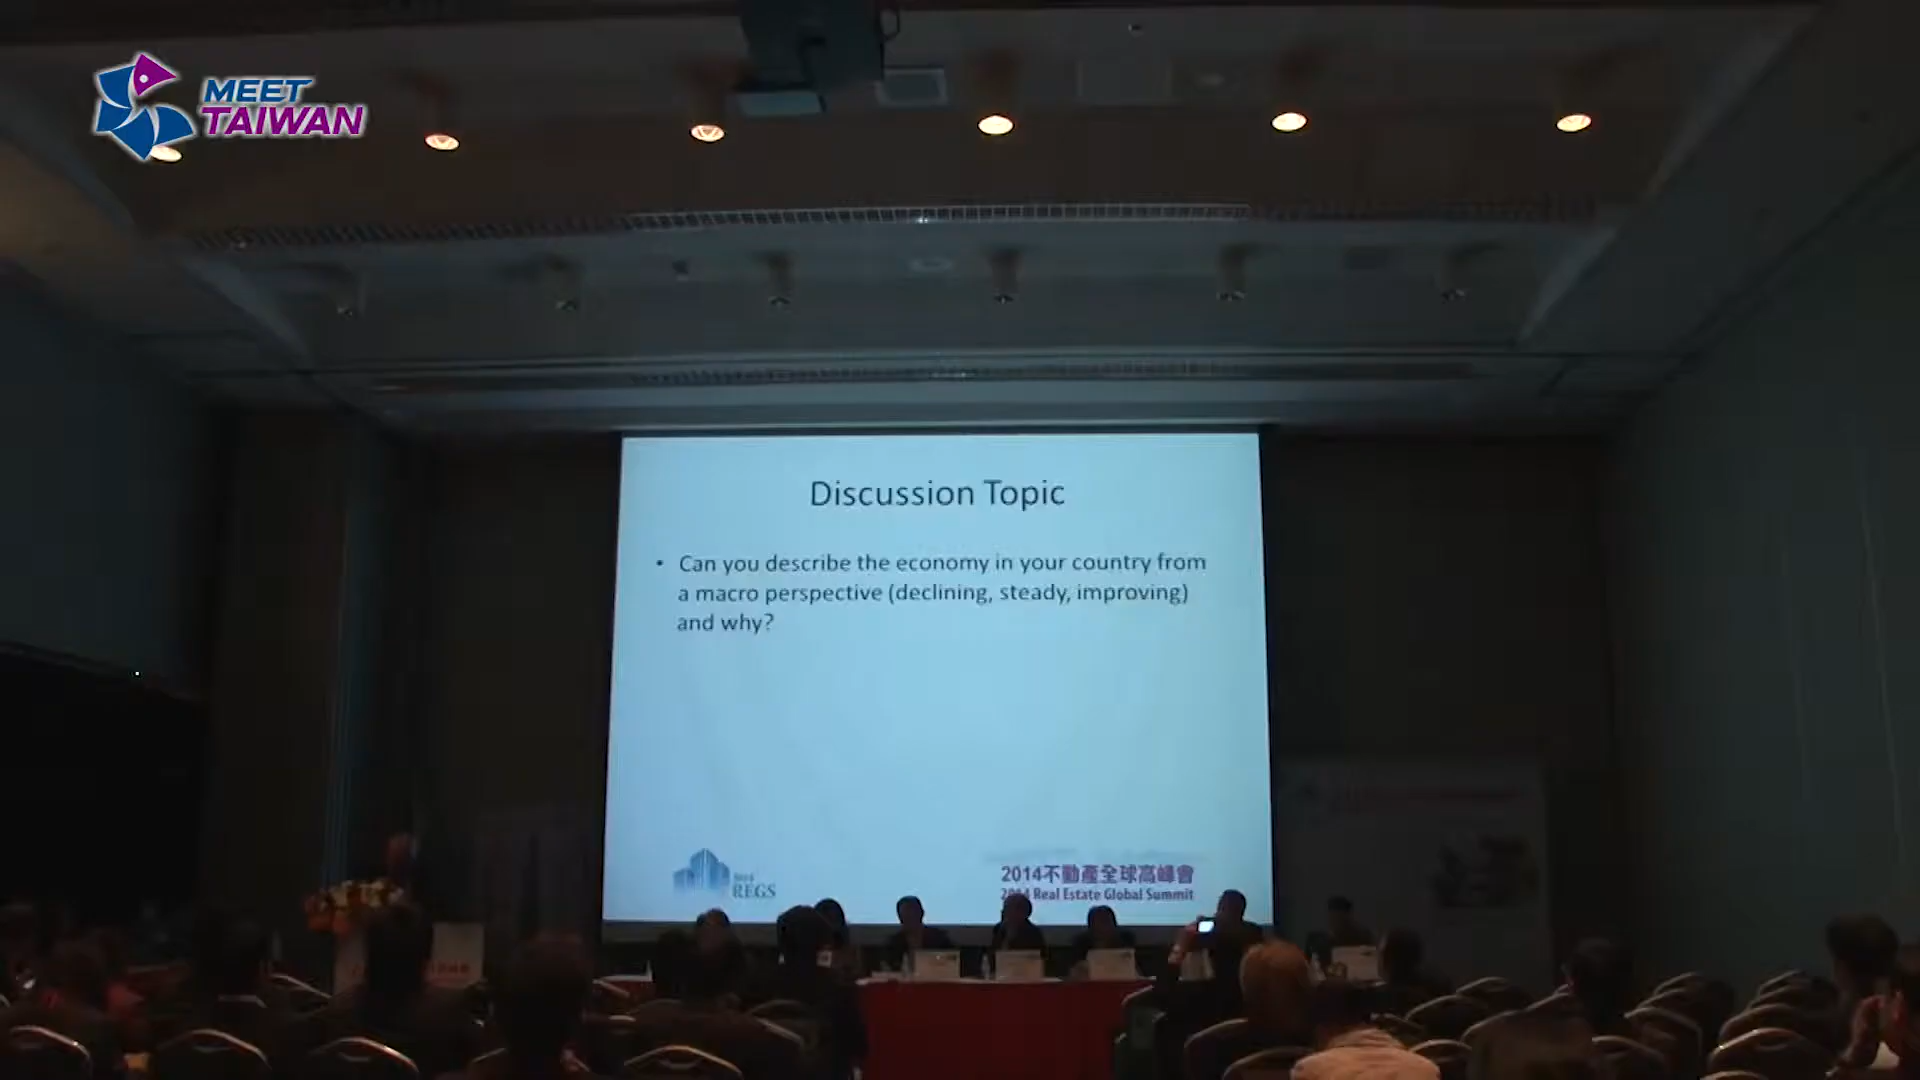 MEET
TAIWAN
Discussion Topic
• Can you describe the economy in your country from
a macro perspective (declining, steady, improving)
and why?
REGS
2014不動產全球高峰會
2014 Real Estate Global Summit